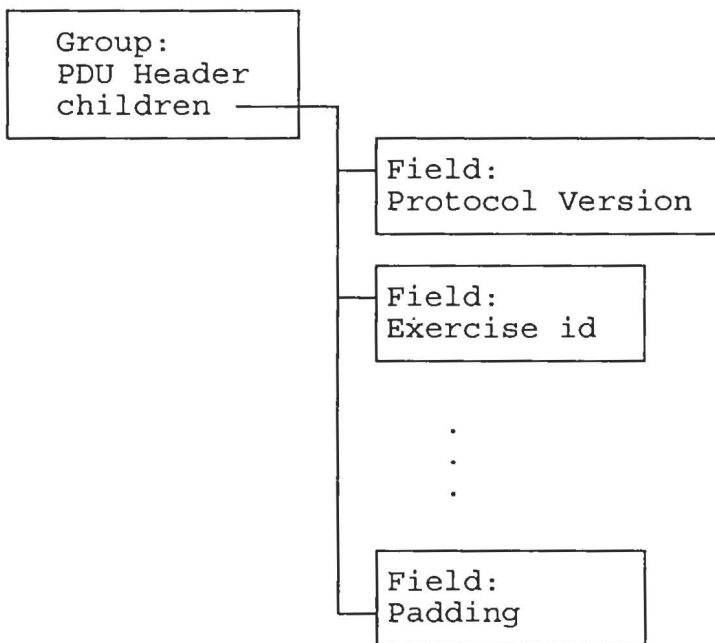 Group:
PDU Header
children
Field:
Protocol Version
Field:
Exercise id
.
.
.
Field:
Padding